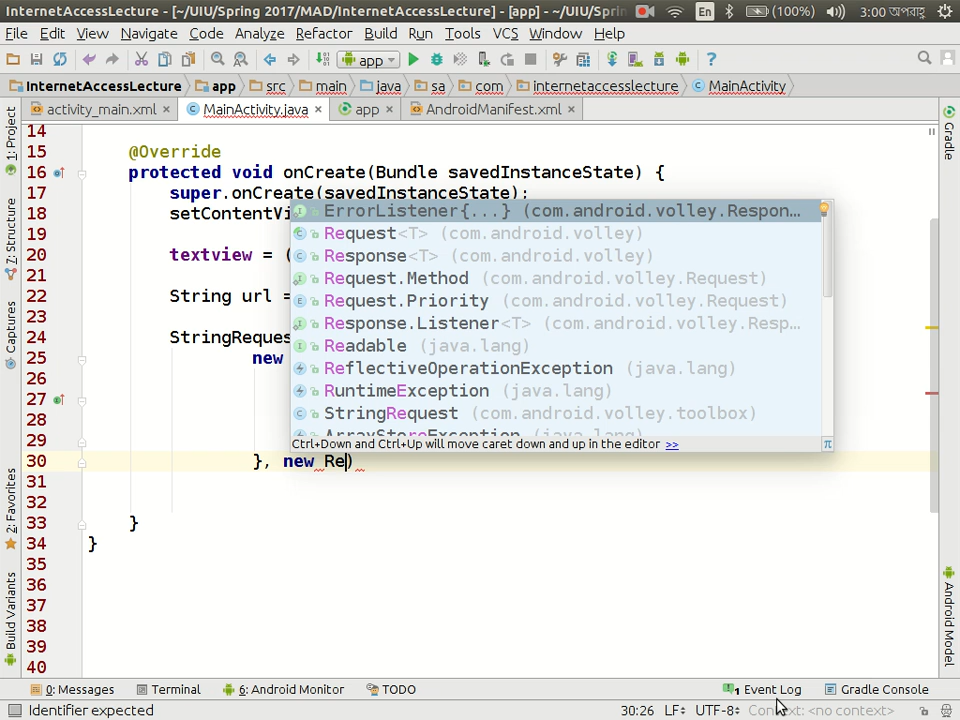 InternetAccessLecture - [~/UIU/Spring 2017/MAD/InternetAccessLecture] - [app] - ~/UIU/Sprin En (100%) 3:00 অপরাহ্
File Edit View Navigate Code Analyze Refactor Build Run Tools VCS Window Help
app
InternetAccessLecture app src main java sa com internetaccesslecture MainActivity
activity_main.xml MainActivity.java app AndroidManifest.xml
1: Project
Z: Structure
Captures
2: Favorites
Build Variants
14
15 @Override
16 protected void onCreate(Bundle savedInstanceState) {
17 super.onCreate(savedInstanceState);
18 setContentVi
19
20 textview = (
21
22 String url =
23
24 StringReques
25 new
26
27
28
29
30 }, new Re)
31
32
33 }
34 }
35
36
37
38
39
40
ErrorListener{...} (com.android.volley.Respon...
Request<T> (com.android.volley)
Response<T> (com.android.volley)
Request.Method (com.android.volley.Request)
Request.Priority (com.android.volley.Request)
Response.Listener<T> (com.android.volley.Resp...
Readable (java.lang)
ReflectiveOperationException (java.lang)
RuntimeException (java.lang)
StringRequest (com.android.volley.toolbox)
ArrayStoreException (java.lang)
Ctrl+Down and Ctrl+Up will move caret down and up in the editor >> π
Gradle
Android Model
0: Messages Terminal 6: Android Monitor TODO 1 Event Log Gradle Console
Identifier expected 30:26 LF UTF-8 Context: <no context>